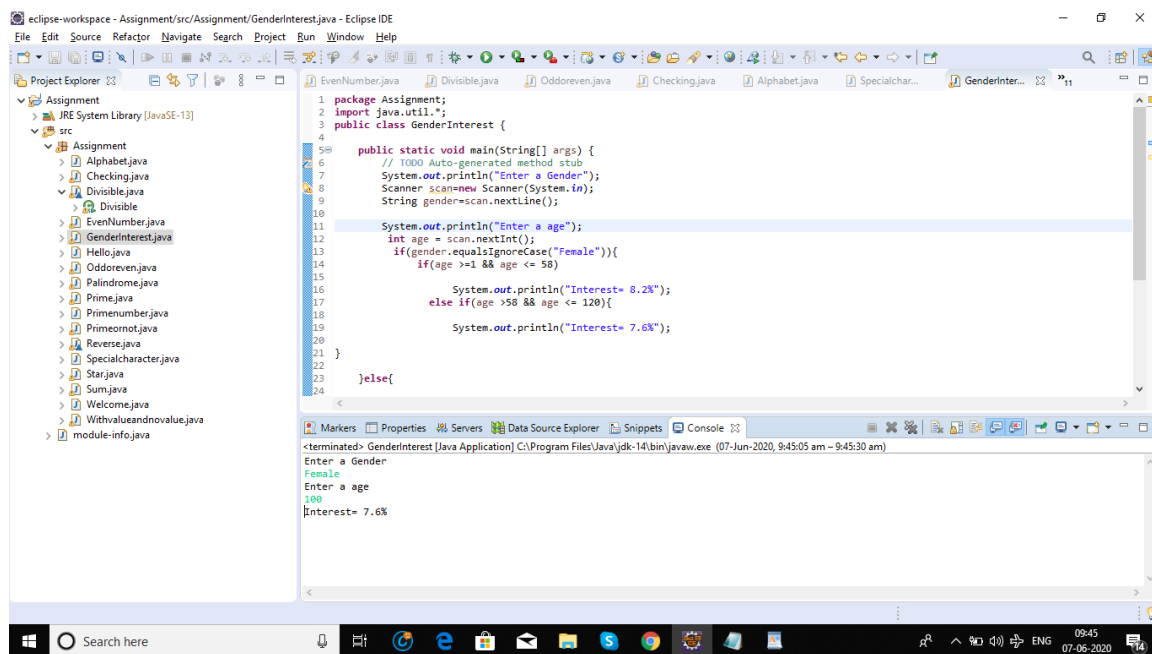 eclipse-workspace - Assignment/src/Assignment/GenderInterest.java - Eclipse IDE
File Edit Source Refactor Navigate Search Project Run Window Help
Project Explorer
EvenNumber.java Divisible.java Oddoreven.java Checking.java Alphabet.java Specialchar... GenderInter... »11
Assignment
JRE System Library [JavaSE-13]
src
Assignment
Alphabet.java
Checking.java
Divisible.java
Divisible
EvenNumber.java
GenderInterest.java
Hello.java
Oddoreven.java
Palindrome.java
Prime.java
Primenumber.java
Primeornot.java
Reverse.java
Specialcharacter.java
Star.java
Sum.java
Welcome.java
Withvalueandnovalue.java
module-info.java
1 package Assignment;
2 import java.util.*;
3 public class GenderInterest {
4
5 public static void main(String[] args) {
6 // TODO Auto-generated method stub
7 System.out.println("Enter a Gender");
8 Scanner scan=new Scanner(System.in);
9 String gender=scan.nextLine();
10
11 System.out.println("Enter a age");
12 int age = scan.nextInt();
13 if(gender.equalsIgnoreCase("Female")){
14 if(age >=1 && age <= 58)
15
16 System.out.println("Interest= 8.2%");
17 else if(age >58 && age <= 120){
18
19 System.out.println("Interest= 7.6%");
20
21 }
22
23 }else{
24
Markers Properties Servers Data Source Explorer Snippets Console
<terminated> GenderInterest [Java Application] C:\Program Files\Java\jdk-14\bin\javaw.exe (07-Jun-2020, 9:45:05 am – 9:45:30 am)
Enter a Gender
Female
Enter a age
100
Interest= 7.6%
Search here
ENG
09:45
07-06-2020
14